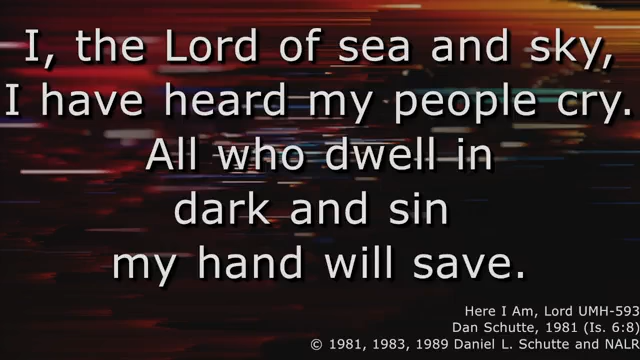 I, the Lord of sea and sky,
I have heard my people cry.
All who dwell in
dark and sin
my hand will save.
Here I Am, Lord UMH-593
Dan Schutte, 1981 (Is. 6:8)
© 1981, 1983, 1989 Daniel L. Schutte and NALR